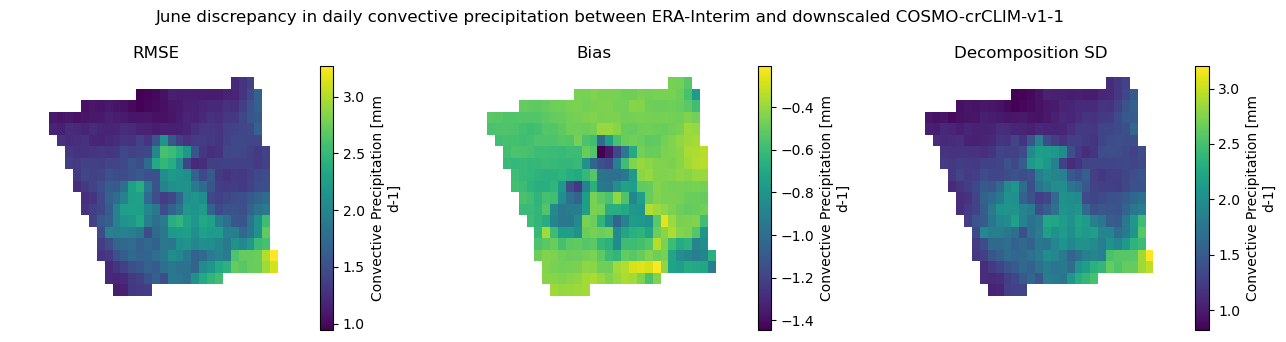 June discrepancy in daily convective precipitation between ERA-Interim and downscaled COSMO-crCLIM-v1-1
RMSE
3.0
2.5
2.0
1.5
1.0
Convective Precipitation [mm
d-1]
Bias
−0.4
−0.6
−0.8
−1.0
−1.2
−1.4
Convective Precipitation [mm
d-1]
Decomposition SD
3.0
2.5
2.0
1.5
1.0
Convective Precipitation [mm
d-1]